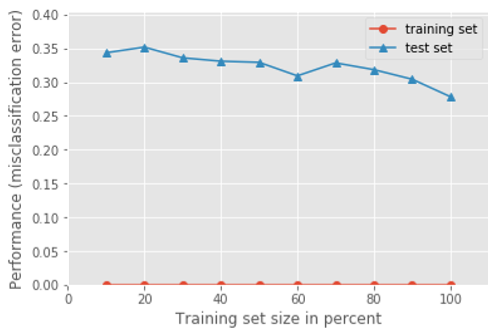 training set
test set
Performance (misclassification error)
0.40
0.35
0.30
0.25
0.20
0.15
0.10
0.05
0.00
0 20 40 60 80 100
Training set size in percent